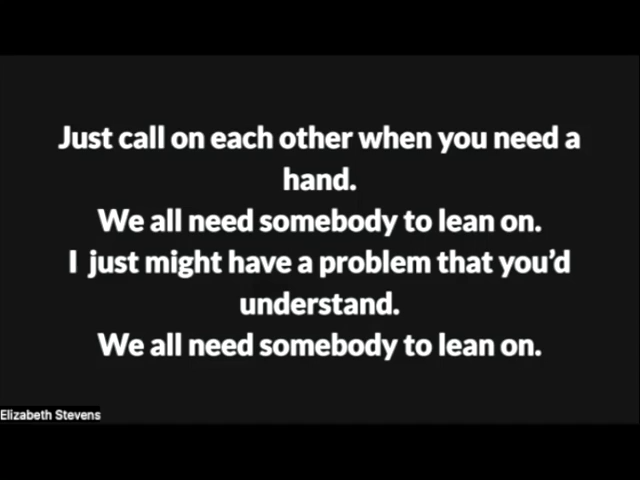 Just call on each other when you need a
hand.
We all need somebody to lean on.
I just might have a problem that you’d
understand.
We all need somebody to lean on.
Elizabeth Stevens